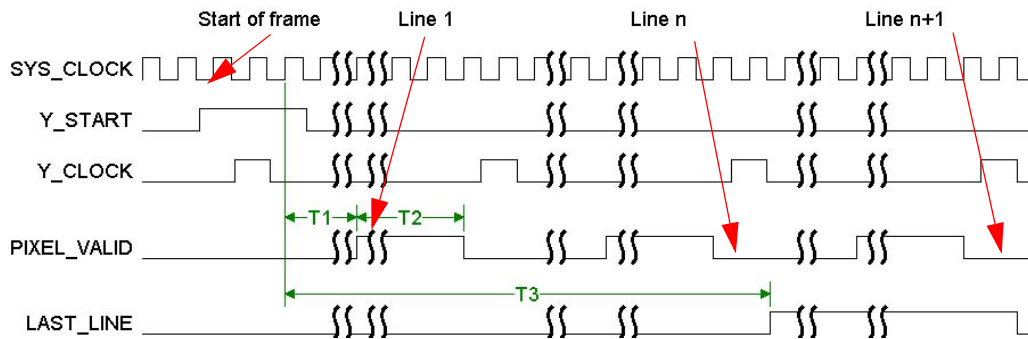 Start of frame
Line 1
Line n
Line n+1
SYS_CLOCK
Y_START
Y_CLOCK
T1
T2
PIXEL_VALID
T3
LAST_LINE